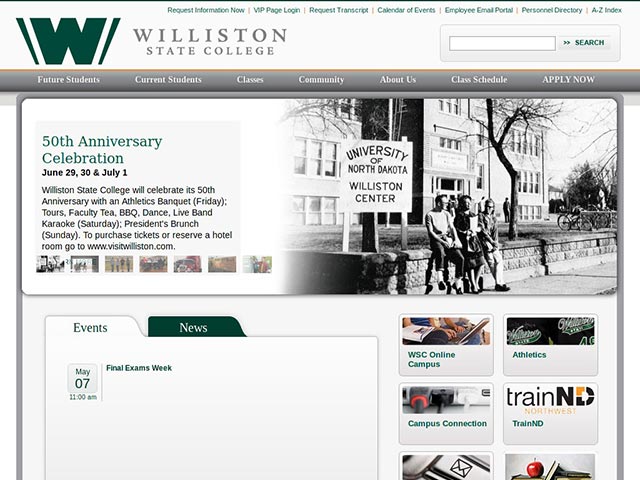 Request Information Now | VIP Page Login | Request Transcript | Calendar of Events | Employee Email Portal | Personnel Directory | A-Z Index
W WILLISTON
STATE COLLEGE
>> SEARCH
Future Students Current Students Classes Community About Us Class Schedule APPLY NOW
50th Anniversary
Celebration
June 29, 30 & July 1
Williston State College will celebrate its 50th
Anniversary with an Athletics Banquet (Friday);
Tours, Faculty Tea, BBQ, Dance, Live Band
Karaoke (Saturday); President's Brunch
(Sunday). To purchase tickets or reserve a hotel
room go to www.visitwilliston.com.
UNIVERSITY
OF
NORTH DAKOTA
WILLISTON
CENTER
Events News
May
07
11:00 am
Final Exams Week
WSC Online
Campus
Athletics
Campus Connection
trainND
NORTHWEST
TrainND